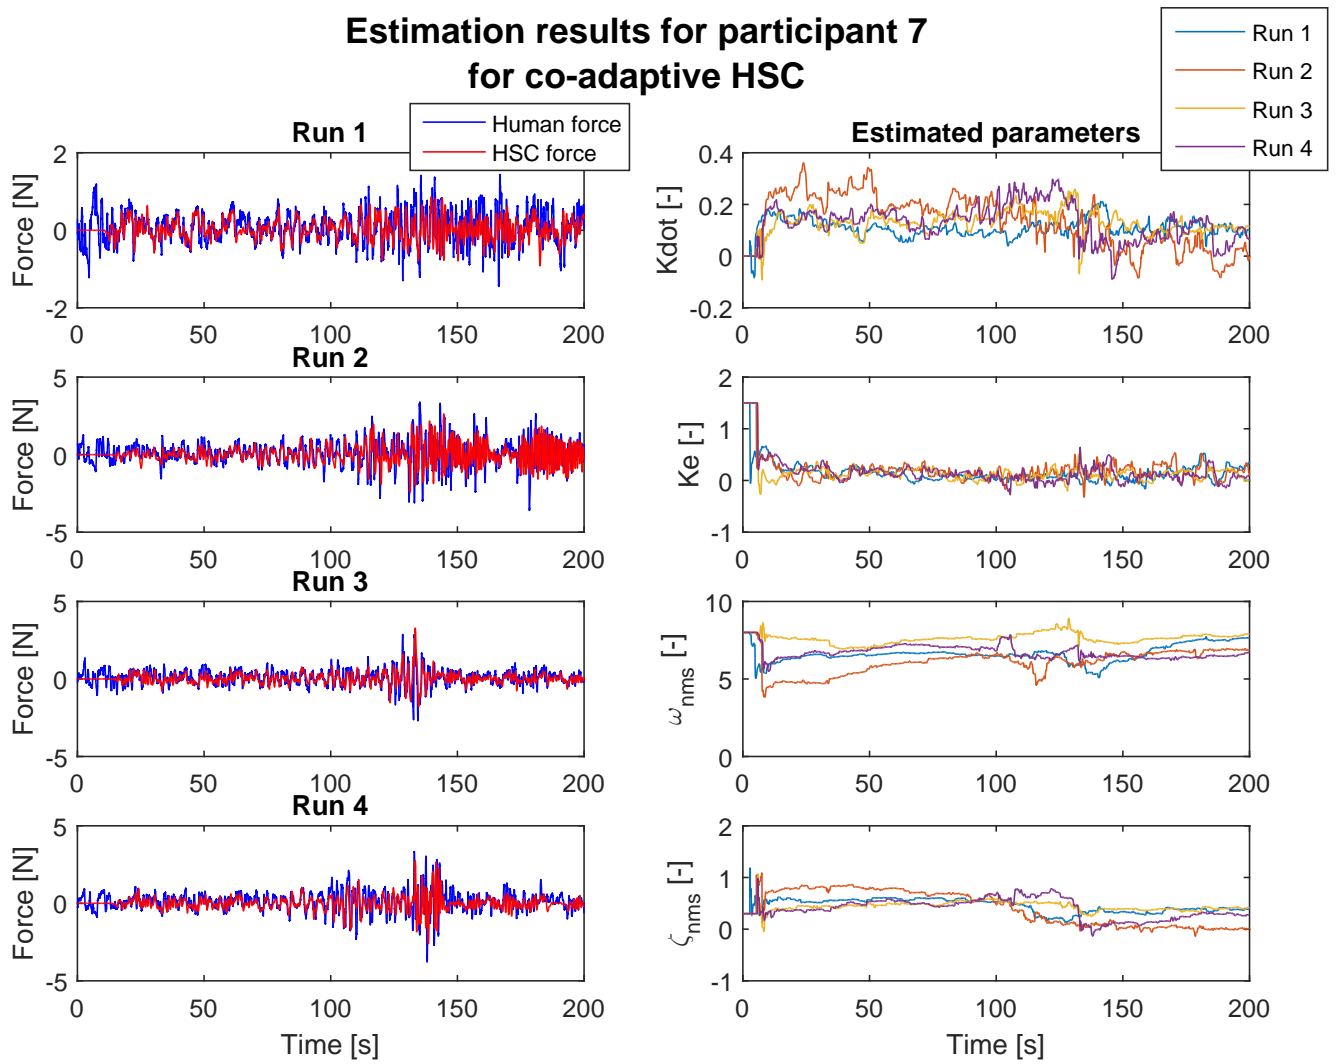 Estimation results for participant 7
for co-adaptive HSC
Run 1
Run 2
Run 3
Run 4
Run 1
Human force
HSC force
Force [N]
2
0
-2
0 50 100 150 200
Estimated parameters
Kdot [-]
0.4
0.2
0
-0.2
0 50 100 150 200
Run 2
Force [N]
5
0
-5
0 50 100 150 200
Ke [-]
2
1
0
-1
0 50 100 150 200
Run 3
Force [N]
5
0
-5
0 50 100 150 200
ω_nms [-]
10
5
0
0 50 100 150 200
Run 4
Force [N]
5
0
-5
0 50 100 150 200
Time [s]
ζ_nms [-]
2
1
0
-1
0 50 100 150 200
Time [s]